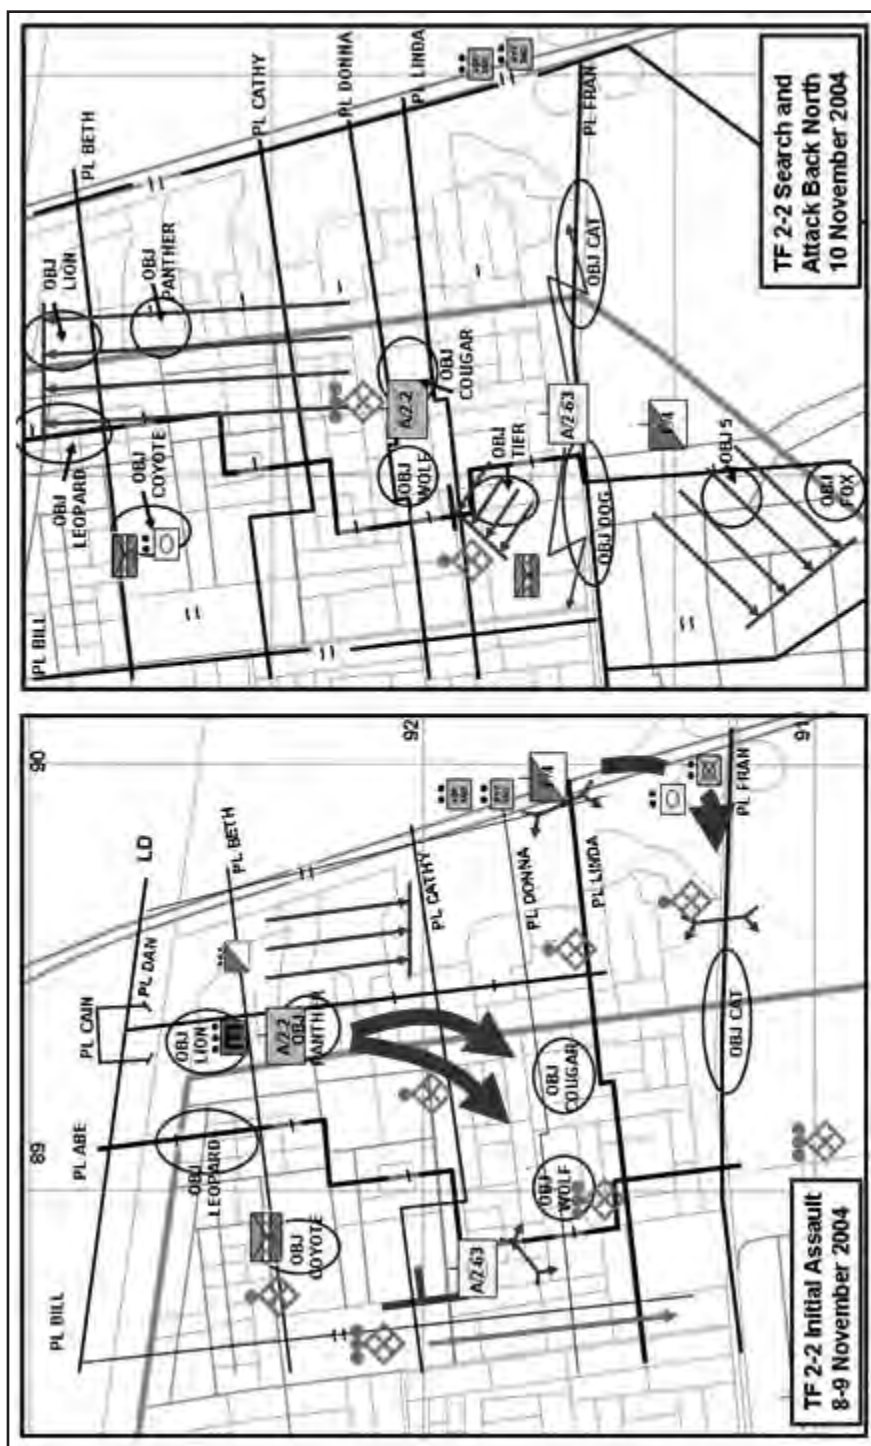 PL BETH
PL CATHY
PL DONNA
PL LINDA
PL FRAN
OBJ
LION
OBJ
PANTHER
OBJ
LEOPARD
OBJ
COYOTE
PL BILL
A/2-2
OBJ
COUGAR
OBJ
WOLF
OBJ
TIER
A/2-63
OBJ CAT
OBJ DOG
F/4
OBJ 5
OBJ
FOX
TF 2-2 Search and
Attack Back North
10 November 2004
90
LD
PL DAN
PL CAIN
PL BETH
89
PL ABE
OBJ
LION
A/2-2
OBJ
PANTHER
OBJ
LEOPARD
OBJ
COYOTE
PL BILL
92
PL CATHY
PL DONNA
PL LINDA
PL FRAN
91
OBJ
COUGAR
OBJ
WOLF
A/2-63
OBJ CAT
TF 2-2 Initial Assault
8-9 November 2004